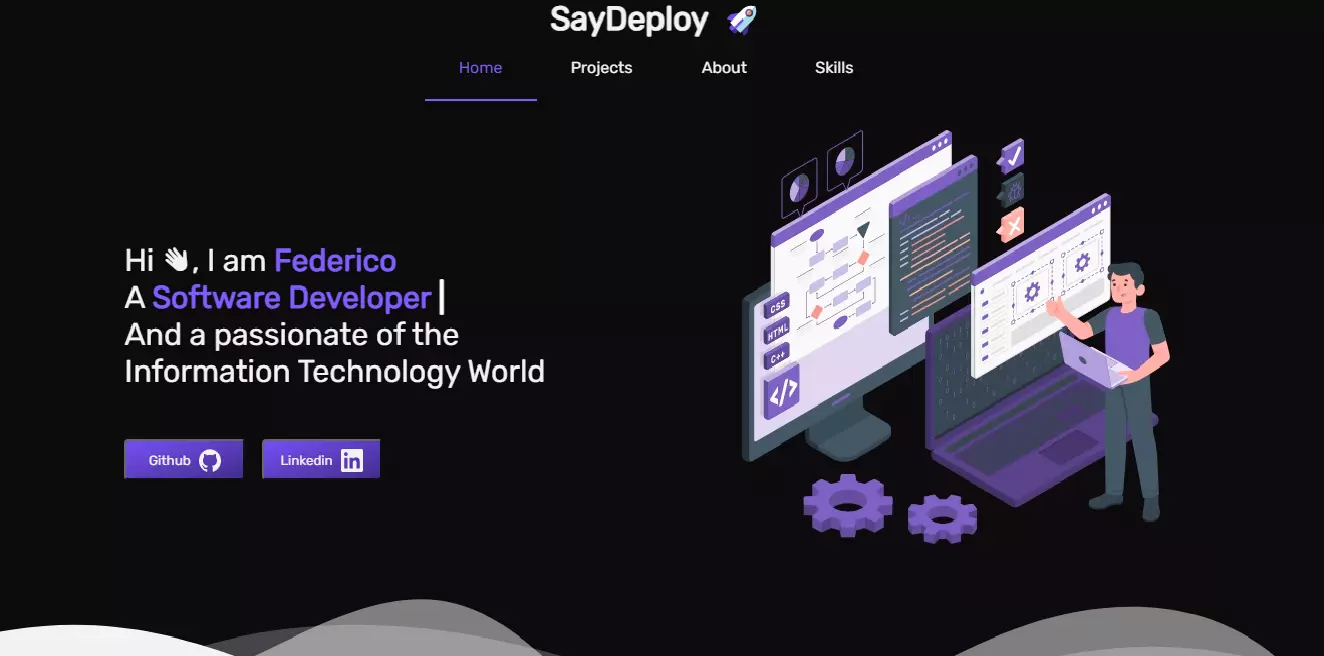 SayDeploy 🚀
Home Projects About Skills
Hi 👋, I am Federico
A Software Developer |
And a passionate of the
Information Technology World
Github
Linkedin
CSS
HTML
C++
</>